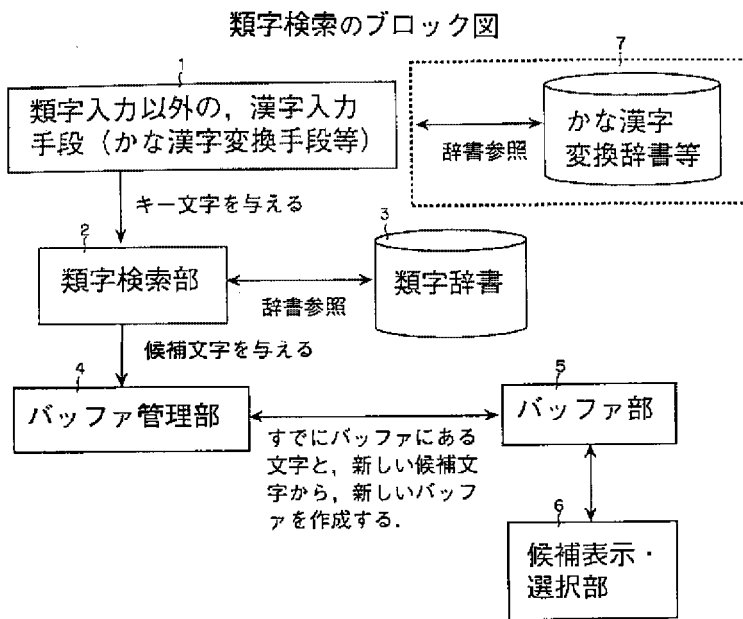 類字検索のブロック図
1
類字入力以外の，漢字入力
手段（かな漢字変換手段等）
7
辞書参照
かな漢字
変換辞書等
キー文字を与える
2
類字検索部
辞書参照
3
類字辞書
候補文字を与える
4
バッファ管理部
5
バッファ部
すでにバッファにある
文字と，新しい候補文
字から，新しいバッフ
ァを作成する．
6
候補表示・
選択部